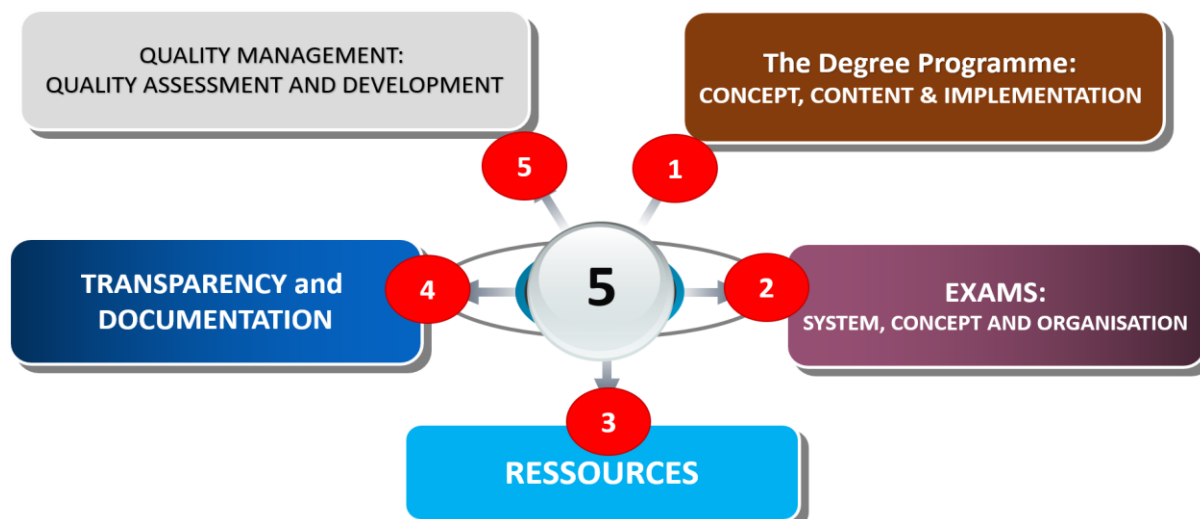 QUALITY MANAGEMENT:
QUALITY ASSESSMENT AND DEVELOPMENT
The Degree Programme:
CONCEPT, CONTENT & IMPLEMENTATION
5
1
TRANSPARENCY and
DOCUMENTATION
4
5
2
EXAMS:
SYSTEM, CONCEPT AND ORGANISATION
3
RESSOURCES